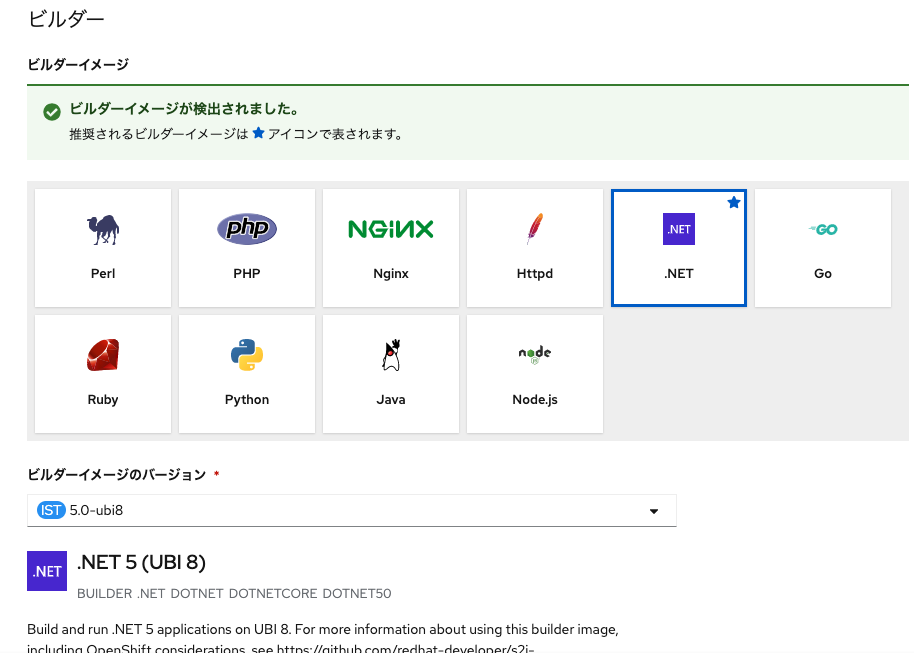 ビルダー
ビルダーイメージ
ビルダーイメージが検出されました。
推奨されるビルダーイメージは ★ アイコンで表されます。
php
NGINX
.NET
GO
Perl
PHP
Nginx
Httpd
.NET
Go
node
JS
Ruby
Python
Java
Node.js
ビルダーイメージのバージョン *
IST 5.0-ubi8
.NET
.NET 5 (UBI 8)
BUILDER .NET DOTNET DOTNETCORE DOTNET50
Build and run .NET 5 applications on UBI 8. For more information about using this builder image,
including OpenShift considerations, see https://github.com/redhat-developer/s2i-